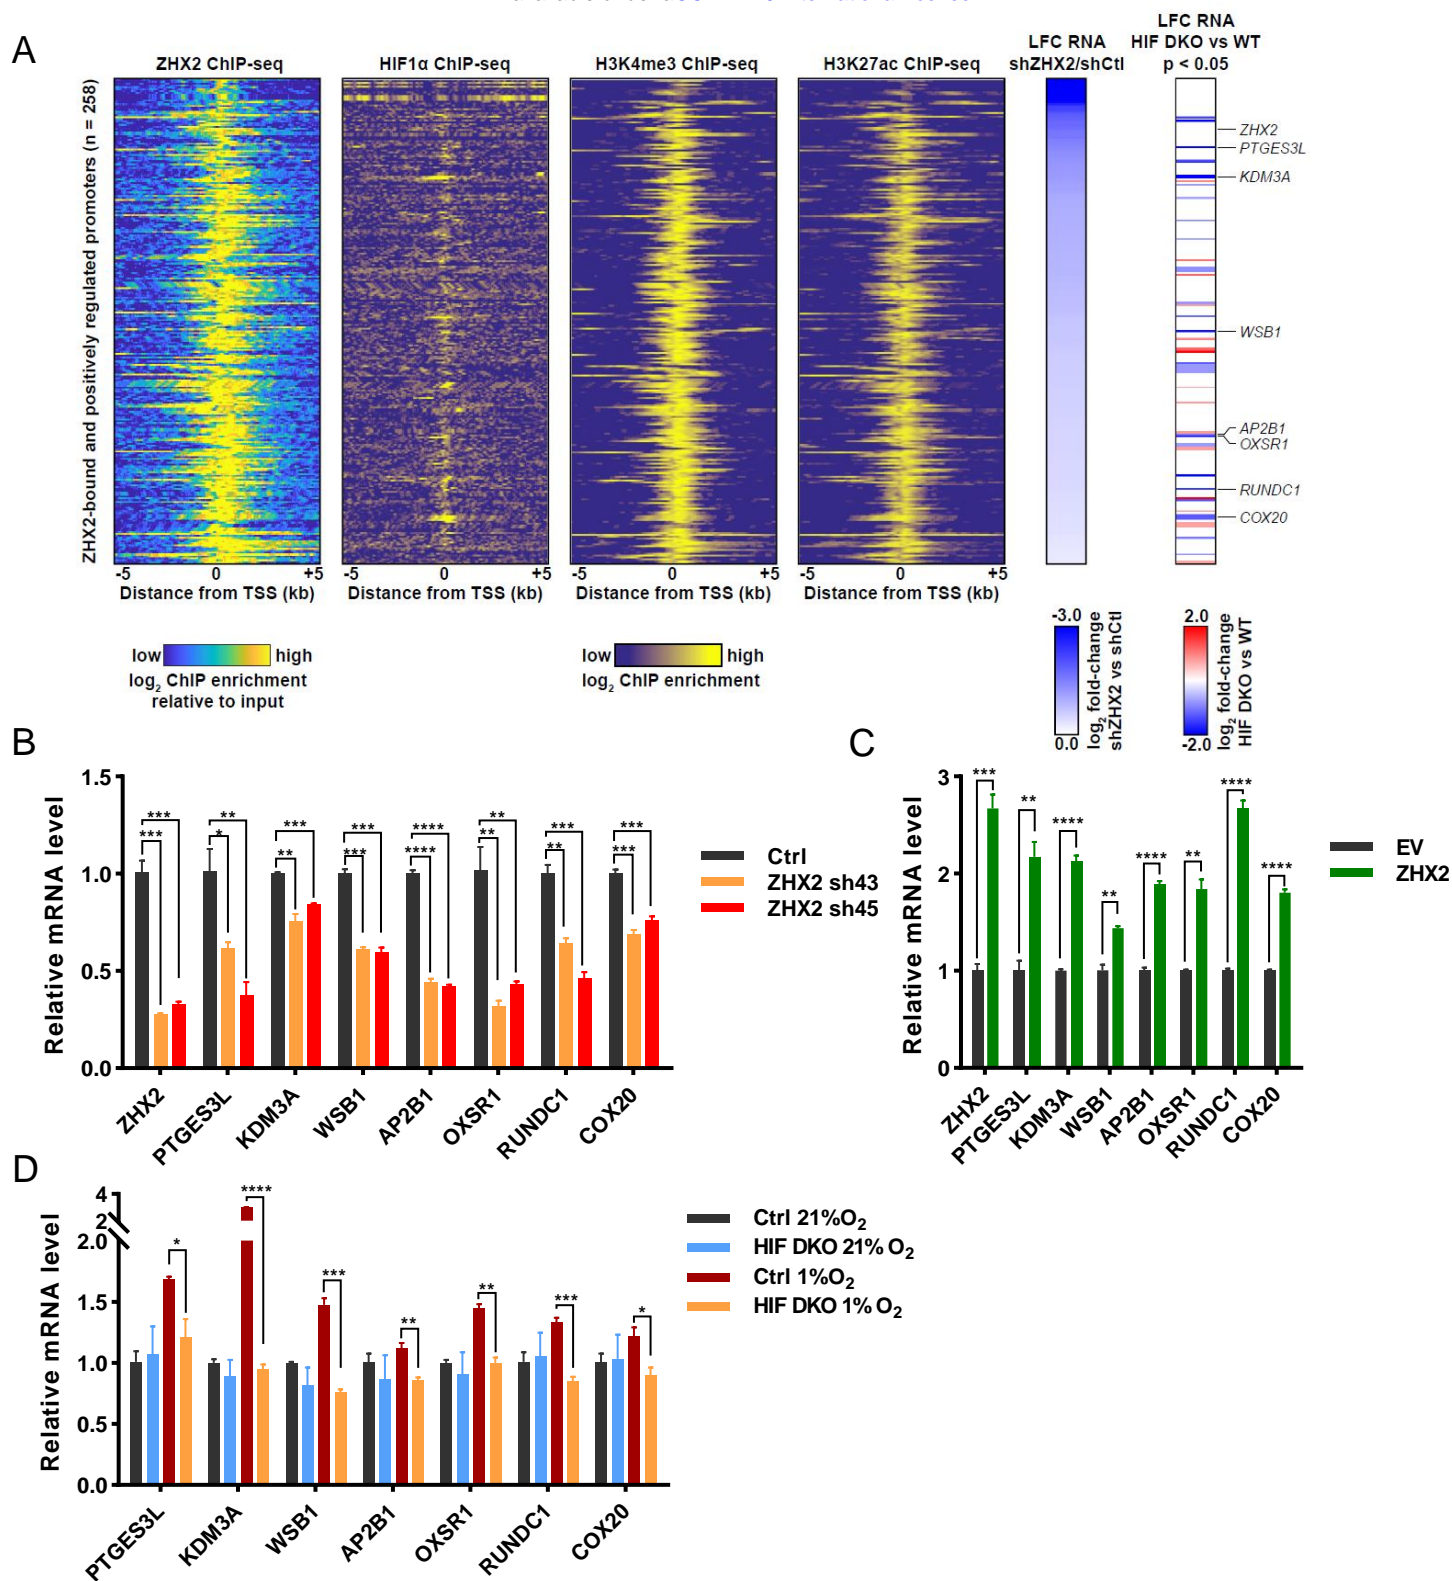 A
ZHX2 ChIP-seq
HIF1α ChIP-seq
H3K4me3 ChIP-seq
H3K27ac ChIP-seq
LFC RNA
shZHX2/shCtl
LFC RNA
HIF DKO vs WT
p < 0.05
ZHX2-bound and positively regulated promoters (n = 258)
ZHX2
PTGES3L
KDM3A
WSB1
AP2B1
OXSR1
RUNDC1
COX20
-5 0 +5
Distance from TSS (kb)
-5 0 +5
Distance from TSS (kb)
-5 0 +5
Distance from TSS (kb)
-5 0 +5
Distance from TSS (kb)
low high
log2 ChIP enrichment
relative to input
low high
log2 ChIP enrichment
-3.0
0.0
log2 fold-change
shZHX2 vs shCtl
2.0
-2.0
log2 fold-change
HIF DKO vs WT
B
Relative mRNA level
1.5
1.0
0.5
0.0
*** *** ** * *** ** *** *** **** **** ** ** *** ** *** ***
ZHX2 PTGES3L KDM3A WSB1 AP2B1 OXSR1 RUNDC1 COX20
Ctrl
ZHX2 sh43
ZHX2 sh45
C
Relative mRNA level
3
2
1
0
*** ** **** ** **** ** **** ****
ZHX2 PTGES3L KDM3A WSB1 AP2B1 OXSR1 RUNDC1 COX20
EV
ZHX2
D
Relative mRNA level
4
2
2.0
1.5
1.0
0.5
0.0
* **** *** ** ** *** *
PTGES3L KDM3A WSB1 AP2B1 OXSR1 RUNDC1 COX20
Ctrl 21%O2
HIF DKO 21% O2
Ctrl 1%O2
HIF DKO 1% O2